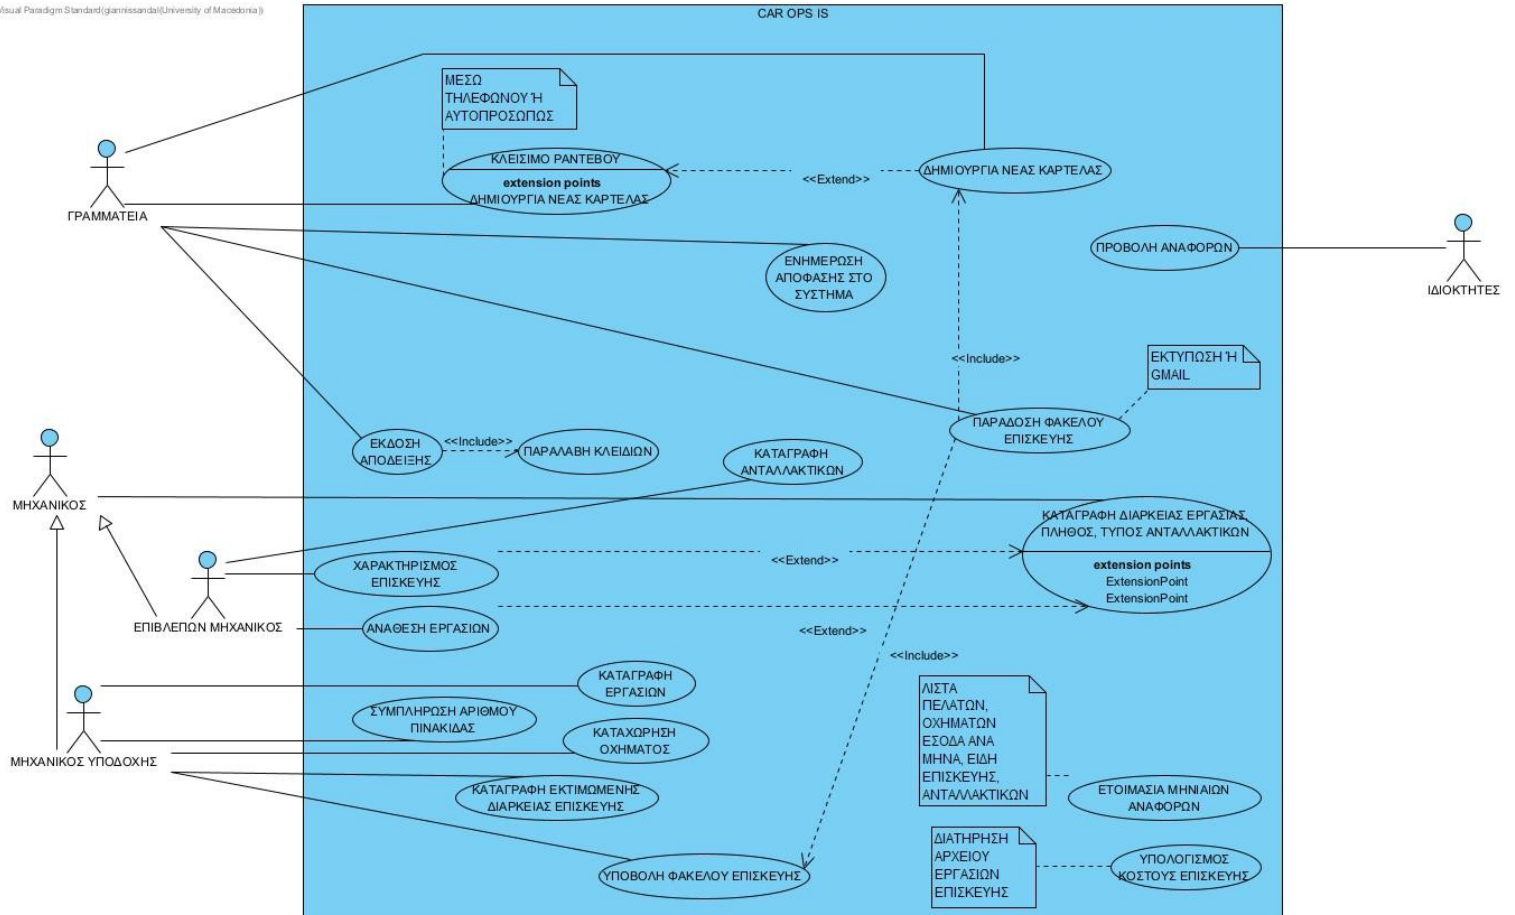 Visual Paradigm Standard(giannissandal(University of Macedonia))
CAR OPS IS
ΜΕΣΩ
ΤΗΛΕΦΩΝΟΥ Ή
ΑΥΤΟΠΡΟΣΩΠΩΣ
ΚΛΕΙΣΙΜΟ ΡΑΝΤΕΒΟΥ
extension points
ΔΗΜΙΟΥΡΓΙΑ ΝΕΑΣ ΚΑΡΤΕΛΑΣ
<<Extend>>
ΔΗΜΙΟΥΡΓΙΑ ΝΕΑΣ ΚΑΡΤΕΛΑΣ
ΓΡΑΜΜΑΤΕΙΑ
ΠΡΟΒΟΛΗ ΑΝΑΦΟΡΩΝ
ΙΔΙΟΚΤΗΤΕΣ
ΕΝΗΜΕΡΩΣΗ
ΑΠΟΦΑΣΗΣ ΣΤΟ
ΣΥΣΤΗΜΑ
<<Include>>
ΕΚΤΥΠΩΣΗ Ή
GMAIL
ΠΑΡΑΔΟΣΗ ΦΑΚΕΛΟΥ
ΕΠΙΣΚΕΥΗΣ
ΕΚΔΟΣΗ
ΑΠΟΔΕΙΞΗΣ
<<Include>>
ΠΑΡΑΛΑΒΗ ΚΛΕΙΔΙΩΝ
ΚΑΤΑΓΡΑΦΗ
ΑΝΤΑΛΛΑΚΤΙΚΩΝ
ΜΗΧΑΝΙΚΟΣ
ΚΑΤΑΓΡΑΦΗ ΔΙΑΡΚΕΙΑΣ ΕΡΓΑΣΙΑΣ,
ΠΛΗΘΟΣ, ΤΥΠΟΣ ΑΝΤΑΛΛΑΚΤΙΚΩΝ
extension points
ExtensionPoint
ExtensionPoint
ΧΑΡΑΚΤΗΡΙΣΜΟΣ
ΕΠΙΣΚΕΥΗΣ
<<Extend>>
ΕΠΙΒΛΕΠΩΝ ΜΗΧΑΝΙΚΟΣ
ΑΝΑΘΕΣΗ ΕΡΓΑΣΙΩΝ
<<Extend>>
<<Include>>
ΚΑΤΑΓΡΑΦΗ
ΕΡΓΑΣΙΩΝ
ΣΥΜΠΛΗΡΩΣΗ ΑΡΙΘΜΟΥ
ΠΙΝΑΚΙΔΑΣ
ΚΑΤΑΧΩΡΗΣΗ
ΟΧΗΜΑΤΟΣ
ΜΗΧΑΝΙΚΟΣ ΥΠΟΔΟΧΗΣ
ΚΑΤΑΓΡΑΦΗ ΕΚΤΙΜΩΜΕΝΗΣ
ΔΙΑΡΚΕΙΑΣ ΕΠΙΣΚΕΥΗΣ
ΛΙΣΤΑ
ΠΕΛΑΤΩΝ,
ΟΧΗΜΑΤΩΝ
ΕΣΟΔΑ ΑΝΑ
ΜΗΝΑ, ΕΙΔΗ
ΕΠΙΣΚΕΥΗΣ,
ΑΝΤΑΛΛΑΚΤΙΚΩΝ
ΕΤΟΙΜΑΣΙΑ ΜΗΝΙΑΙΩΝ
ΑΝΑΦΟΡΩΝ
ΥΠΟΒΟΛΗ ΦΑΚΕΛΟΥ ΕΠΙΣΚΕΥΗΣ
ΔΙΑΤΗΡΗΣΗ
ΑΡΧΕΙΟΥ
ΕΡΓΑΣΙΩΝ
ΕΠΙΣΚΕΥΗΣ
ΥΠΟΛΟΓΙΣΜΟΣ
ΚΟΣΤΟΥΣ ΕΠΙΣΚΕΥΗΣ